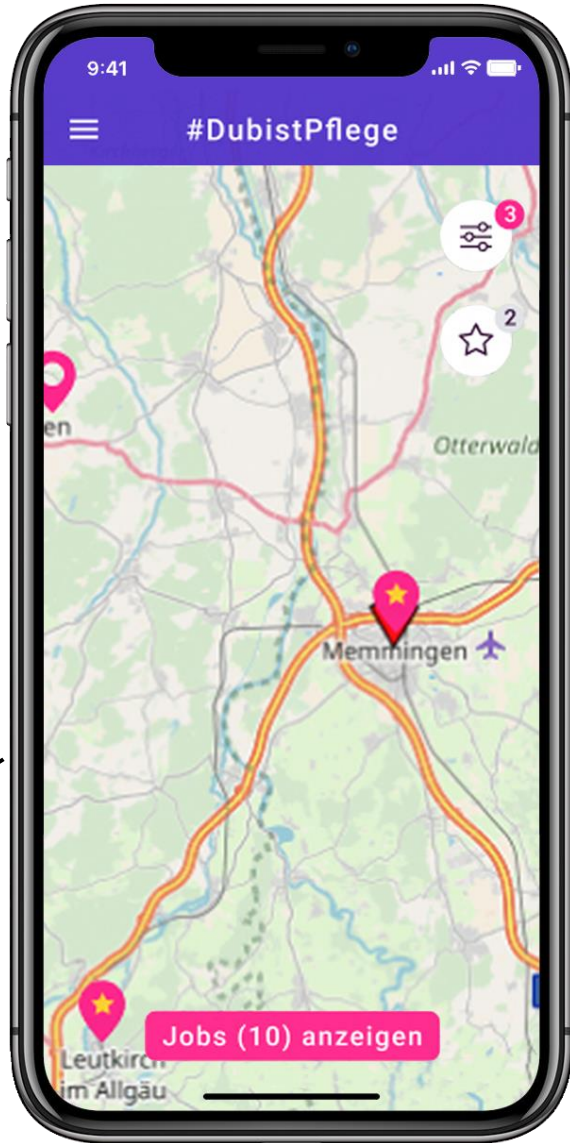 9:41
#DubistPflege
3
2
en
Otterwald
Memmingen
Jobs (10) anzeigen
Leutkirch
im Allgäu